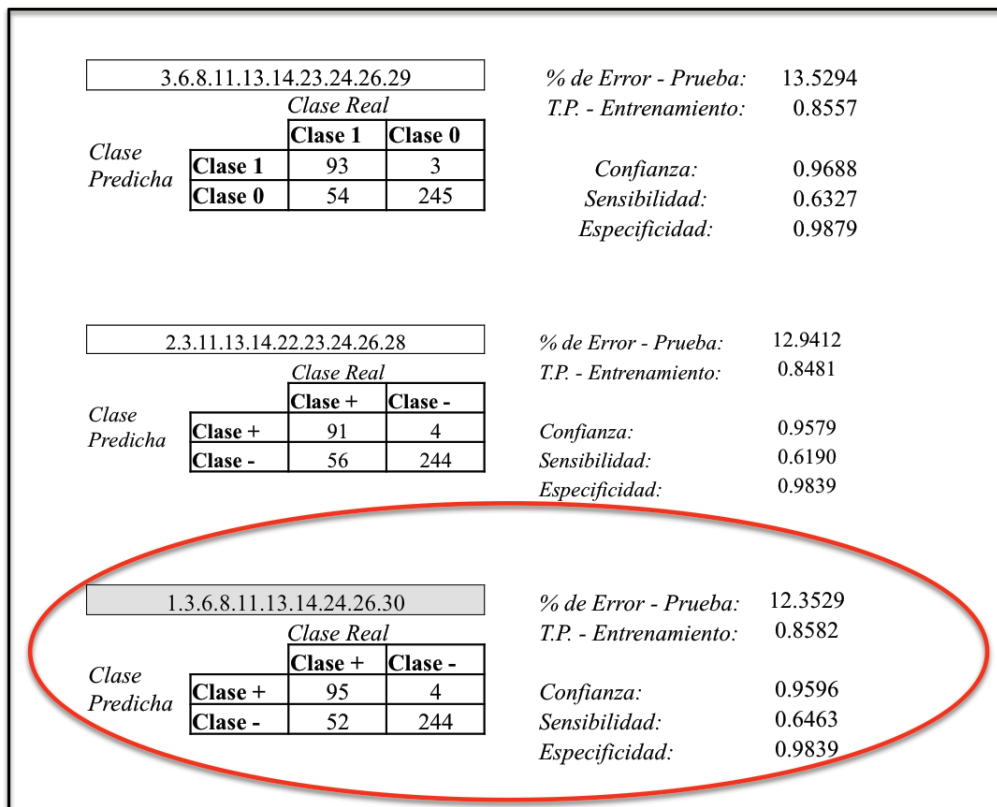 3.6.8.11.13.14.23.24.26.29
% de Error - Prueba: 13.5294
Clase Real
T.P. - Entrenamiento: 0.8557
Clase 1 Clase 0
Clase Predicha
Clase 1 93 3
Clase 0 54 245
Confianza: 0.9688
Sensibilidad: 0.6327
Especificidad: 0.9879
2.3.11.13.14.22.23.24.26.28
% de Error - Prueba: 12.9412
Clase Real
T.P. - Entrenamiento: 0.8481
Clase + Clase -
Clase Predicha
Clase + 91 4
Clase - 56 244
Confianza: 0.9579
Sensibilidad: 0.6190
Especificidad: 0.9839
1.3.6.8.11.13.14.24.26.30
% de Error - Prueba: 12.3529
Clase Real
T.P. - Entrenamiento: 0.8582
Clase + Clase -
Clase Predicha
Clase + 95 4
Clase - 52 244
Confianza: 0.9596
Sensibilidad: 0.6463
Especificidad: 0.9839